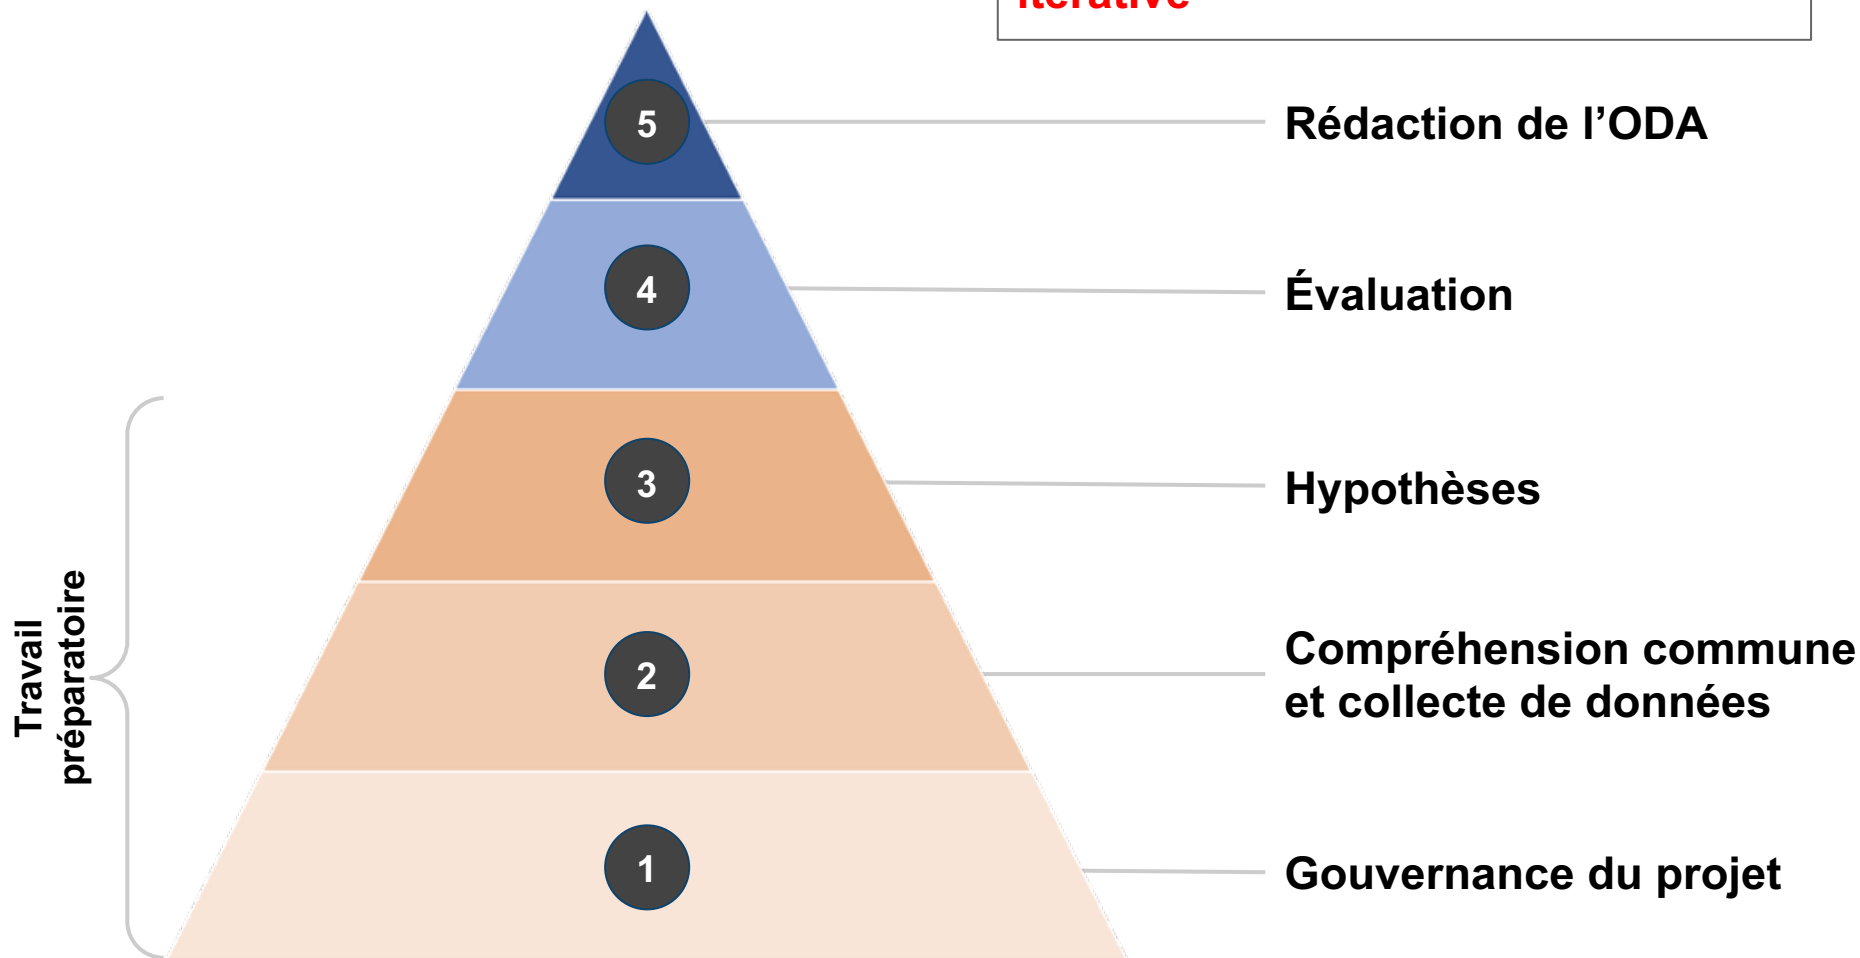 itérative
5
Rédaction de l’ODA
4
Évaluation
3
Hypothèses
Travail
préparatoire
2
Compréhension commune
et collecte de données
1
Gouvernance du projet